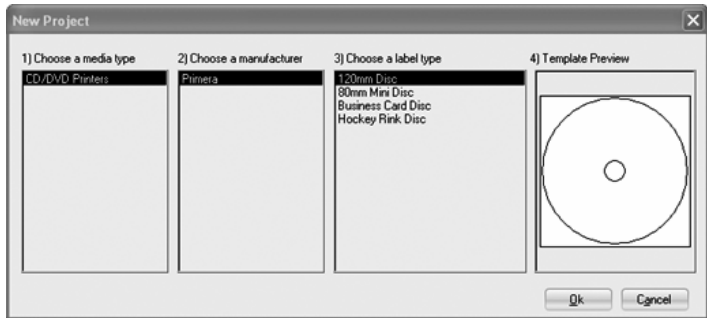 New Project
1) Choose a media type
2) Choose a manufacturer
3) Choose a label type
4) Template Preview
CD/DVD Printers
Primera
120mm Disc
80mm Mini Disc
Business Card Disc
Hockey Rink Disc
Ok
Cancel